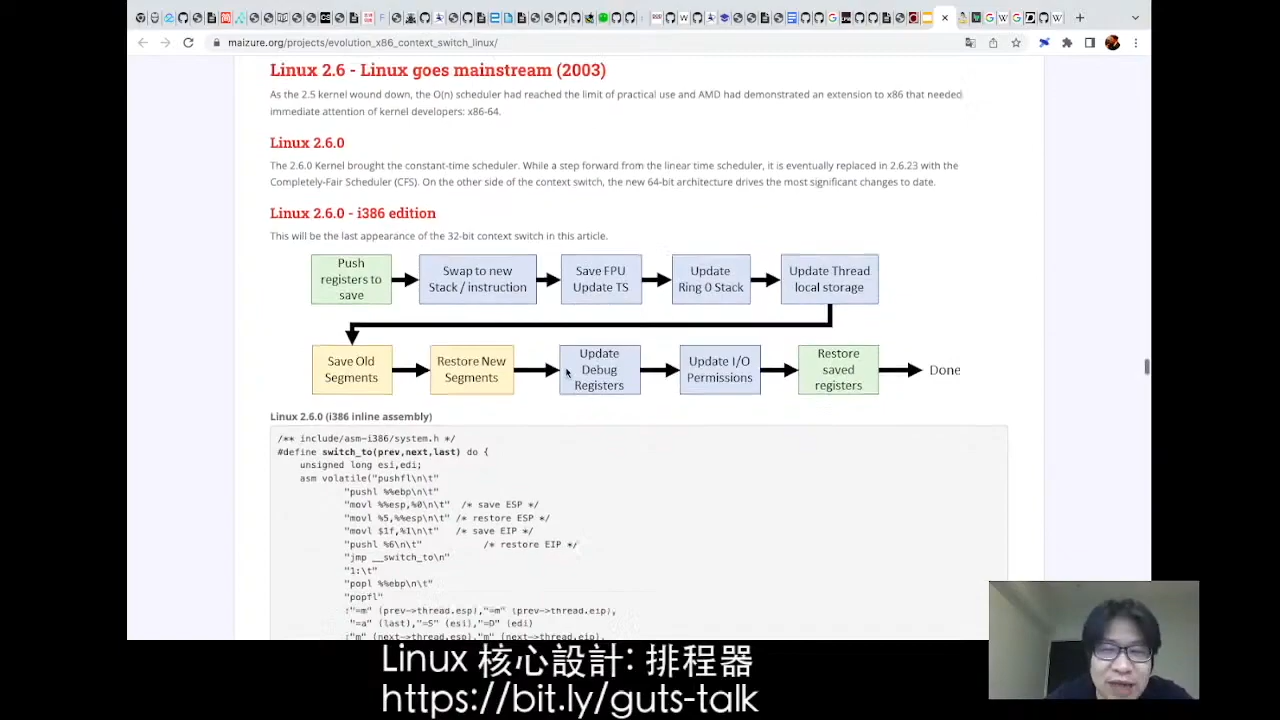 maizure.org/projects/evolution_x86_context_switch_linux/
Linux 2.6 - Linux goes mainstream (2003)
As the 2.5 kernel wound down, the O(n) scheduler had reached the limit of practical use and AMD had demonstrated an extension to x86 that needed
immediate attention of kernel developers: x86-64.
Linux 2.6.0
The 2.6.0 Kernel brought the constant-time scheduler. While a step forward from the linear time scheduler, it is eventually replaced in 2.6.23 with the
Completely-Fair Scheduler (CFS). On the other side of the context switch, the new 64-bit architecture drives the most significant changes to date.
Linux 2.6.0 - i386 edition
This will be the last appearance of the 32-bit context switch in this article.
Push
registers to
save
Swap to new
Stack / instruction
Save FPU
Update TS
Update
Ring 0 Stack
Update Thread
local storage
Save Old
Segments
Restore New
Segments
Update
Debug
Registers
Update I/O
Permissions
Restore
saved
registers
Done
Linux 2.6.0 (i386 inline assembly)
/** include/asm-i386/system.h */
#define switch_to(prev,next,last) do {
unsigned long esi,edi;
asm volatile("pushfl\n\t"
"pushl %%ebp\n\t"
"movl %%esp,%0\n\t" /* save ESP */
"movl %5,%%esp\n\t" /* restore ESP */
"movl $1f,%1\n\t" /* save EIP */
"pushl %6\n\t" /* restore EIP */
"jmp __switch_to\n"
"1:\t"
"popl %%ebp\n\t"
"popfl"
:"=m" (prev->thread.esp),"=m" (prev->thread.eip),
"=a" (last),"=S" (esi),"=D" (edi)
:"m" (next->thread.esp),"m" (next->thread.eip),
Linux 核心設計: 排程器
https://bit.ly/guts-talk